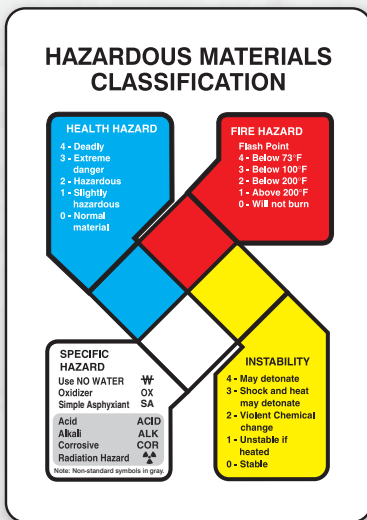 HAZARDOUS MATERIALS
CLASSIFICATION
HEALTH HAZARD
4 - Deadly
3 - Extreme
danger
2 - Hazardous
1 - Slightly
hazardous
0 - Normal
material
FIRE HAZARD
Flash Point
4 - Below 73°F
3 - Below 100°F
2 - Below 200°F
1 - Above 200°F
0 - Will not burn
SPECIFIC
HAZARD
Use NO WATER W
Oxidizer OX
Simple Asphyxiant SA
Acid ACID
Alkali ALK
Corrosive COR
Radiation Hazard ☢
Note: Non-standard symbols in gray.
INSTABILITY
4 - May detonate
3 - Shock and heat
may detonate
2 - Violent Chemical
change
1 - Unstable if
heated
0 - Stable